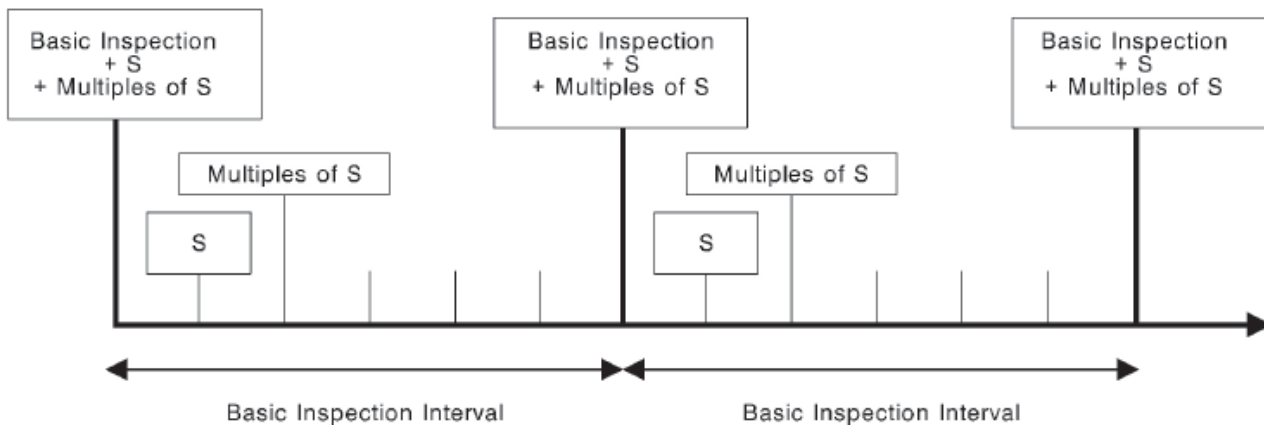 Basic Inspection
+ S
+ Multiples of S
Basic Inspection
+ S
+ Multiples of S
Basic Inspection
+ S
+ Multiples of S
Multiples of S
Multiples of S
S
S
Basic Inspection Interval
Basic Inspection Interval